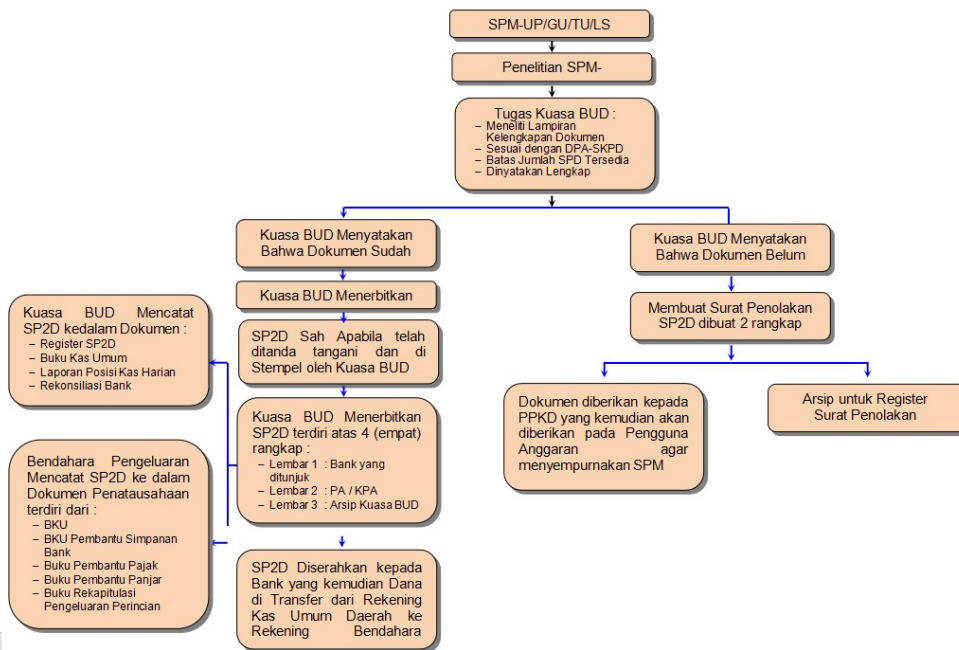 SPM-UP/GU/TU/LS
Penelitian SPM-
Tugas Kuasa BUD :
– Meneliti Lampiran
Kelengkapan Dokumen
– Sesuai dengan DPA-SKPD
– Batas Jumlah SPD Tersedia
– Dinyatakan Lengkap
Kuasa BUD Menyatakan
Bahwa Dokumen Sudah
Kuasa BUD Menerbitkan
SP2D Sah Apabila telah
ditanda tangani dan di
Stempel oleh Kuasa BUD
Kuasa BUD Menerbitkan
SP2D terdiri atas 4 (empat)
rangkap :
– Lembar 1 : Bank yang
ditunjuk
– Lembar 2 : PA / KPA
– Lembar 3 : Arsip Kuasa BUD
SP2D Diserahkan kepada
Bank yang kemudian Dana
di Transfer dari Rekening
Kas Umum Daerah ke
Rekening Bendahara
Kuasa BUD Mencatat
SP2D kedalam Dokumen :
– Register SP2D
– Buku Kas Umum
– Laporan Posisi Kas Harian
– Rekonsiliasi Bank
Bendahara Pengeluaran
Mencatat SP2D ke dalam
Dokumen Penatausahaan
terdiri dari :
– BKU
– BKU Pembantu Simpanan
Bank
– Buku Pembantu Pajak
– Buku Pembantu Panjar
– Buku Rekapitulasi
Pengeluaran Perincian
Kuasa BUD Menyatakan
Bahwa Dokumen Belum
Membuat Surat Penolakan
SP2D dibuat 2 rangkap
Dokumen diberikan kepada
PPKD yang kemudian akan
diberikan pada Pengguna
Anggaran agar
menyempurnakan SPM
Arsip untuk Register
Surat Penolakan